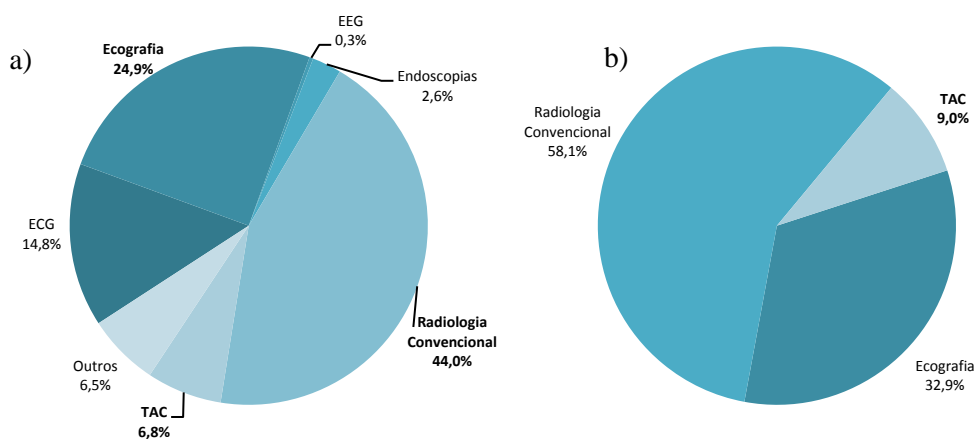 a)
EEG
0,3%
Endoscopias
2,6%
Radiologia
Convencional
44,0%
TAC
6,8%
Outros
6,5%
ECG
14,8%
Ecografia
24,9%
b)
TAC
9,0%
Ecografia
32,9%
Radiologia
Convencional
58,1%